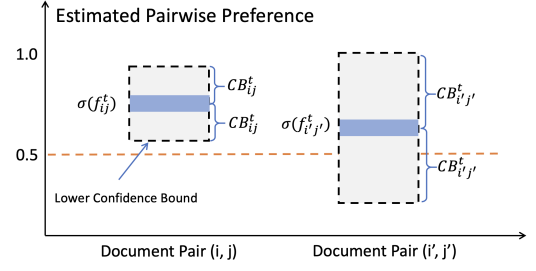 Estimated Pairwise Preference
1.0
σ(f^t_{ij})
CB^t_{ij}
CB^t_{ij}
σ(f^t_{i'j'})
CB^t_{i'j'}
CB^t_{i'j'}
0.5
Lower Confidence Bound
Document Pair (i, j)
Document Pair (i’, j’)